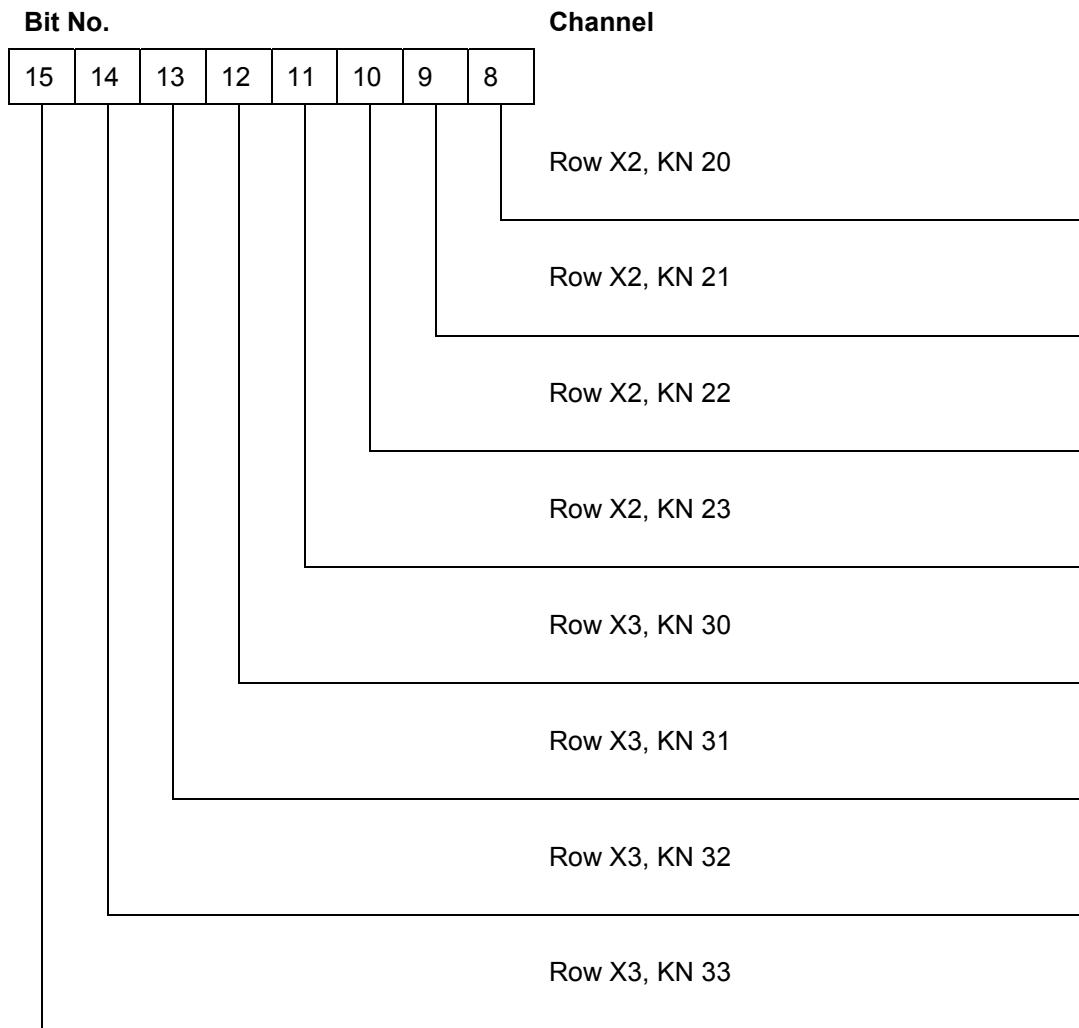 Bit No. Channel
15 14 13 12 11 10 9 8
Row X2, KN 20
Row X2, KN 21
Row X2, KN 22
Row X2, KN 23
Row X3, KN 30
Row X3, KN 31
Row X3, KN 32
Row X3, KN 33